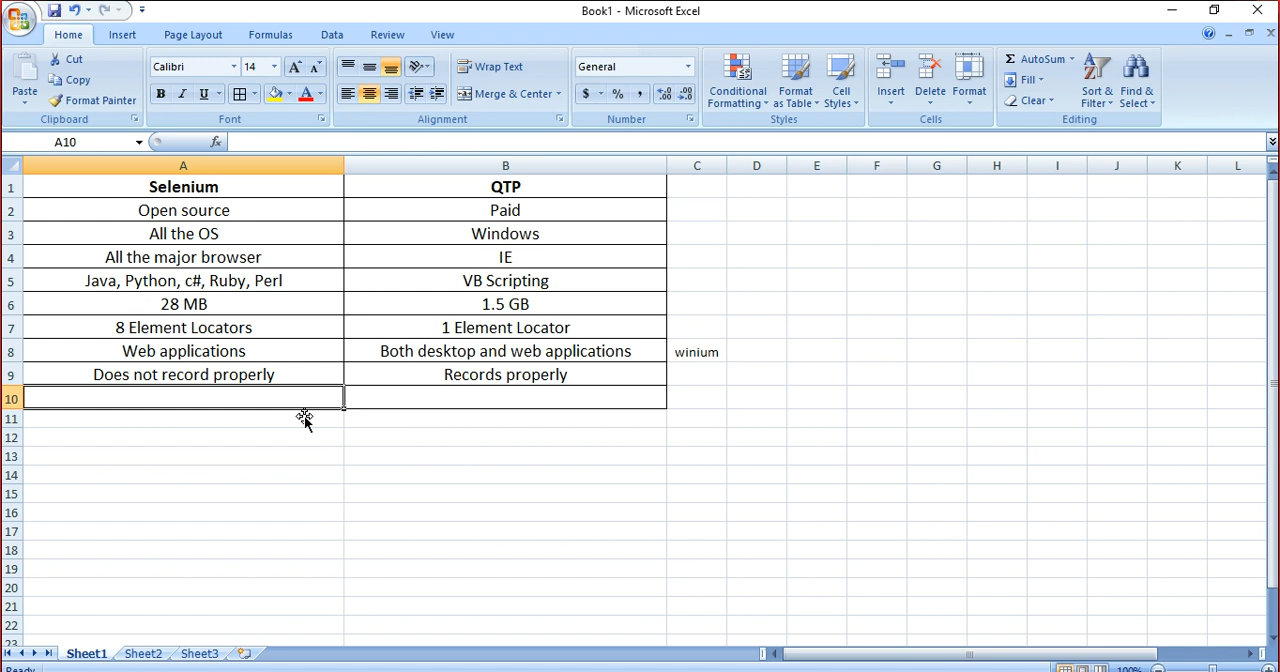 Book1 - Microsoft Excel
Home Insert Page Layout Formulas Data Review View
Paste Cut Copy Format Painter Clipboard
Calibri 14 A A B I U A Font
Wrap Text Merge & Center Alignment
General $ % , Number
Conditional Formatting Format as Table Cell Styles Styles
Insert Delete Format Cells
Σ AutoSum Fill Clear Sort & Filter Find & Select Editing
A10 fx
A B C D E F G H I J K L
1 Selenium QTP
2 Open source Paid
3 All the OS Windows
4 All the major browser IE
5 Java, Python, c#, Ruby, Perl VB Scripting
6 28 MB 1.5 GB
7 8 Element Locators 1 Element Locator
8 Web applications Both desktop and web applications winium
9 Does not record properly Records properly
10
11
12
13
14
15
16
17
18
19
20
21
22
23
Sheet1 Sheet2 Sheet3
Ready 100%